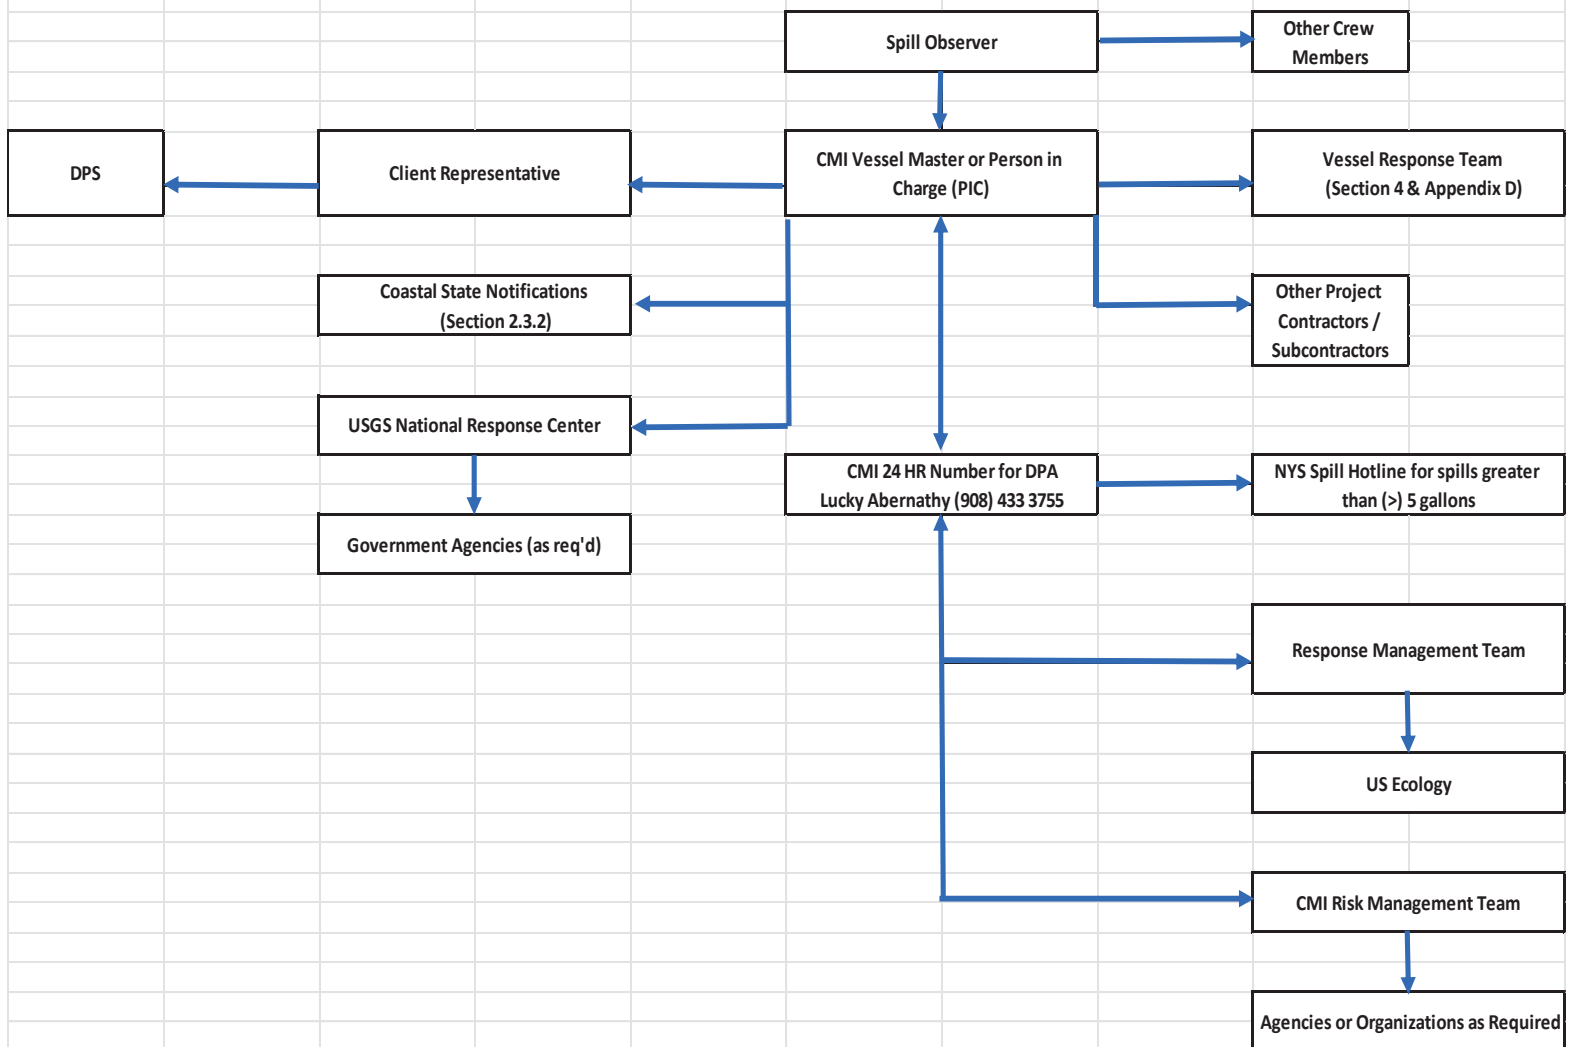 Spill Observer
Other Crew
Members
DPS
Client Representative
CMI Vessel Master or Person in
Charge (PIC)
Vessel Response Team
(Section 4 & Appendix D)
Coastal State Notifications
(Section 2.3.2)
Other Project
Contractors /
Subcontractors
USGS National Response Center
CMI 24 HR Number for DPA
Lucky Abernathy (908) 433 3755
NYS Spill Hotline for spills greater
than (>) 5 gallons
Government Agencies (as req'd)
Response Management Team
US Ecology
CMI Risk Management Team
Agencies or Organizations as Required